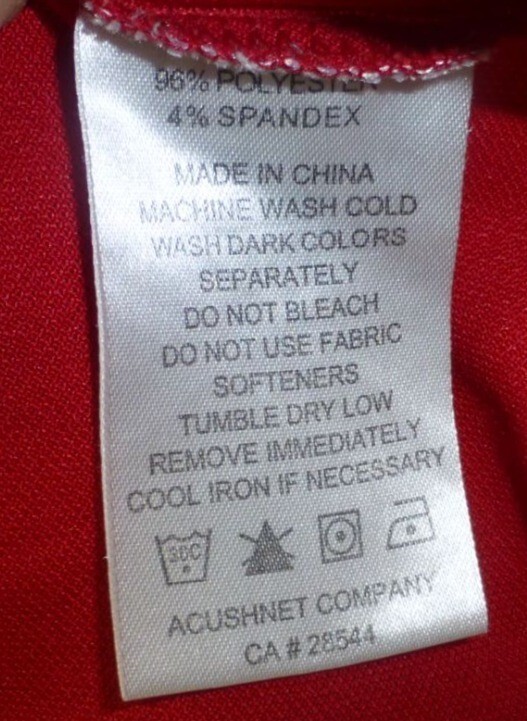 96% POLYESTER
4% SPANDEX
MADE IN CHINA
MACHINE WASH COLD
WASH DARK COLORS
SEPARATELY
DO NOT BLEACH
DO NOT USE FABRIC
SOFTENERS
TUMBLE DRY LOW
REMOVE IMMEDIATELY
COOL IRON IF NECESSARY
30C
ACUSHNET COMPANY
CA # 28544